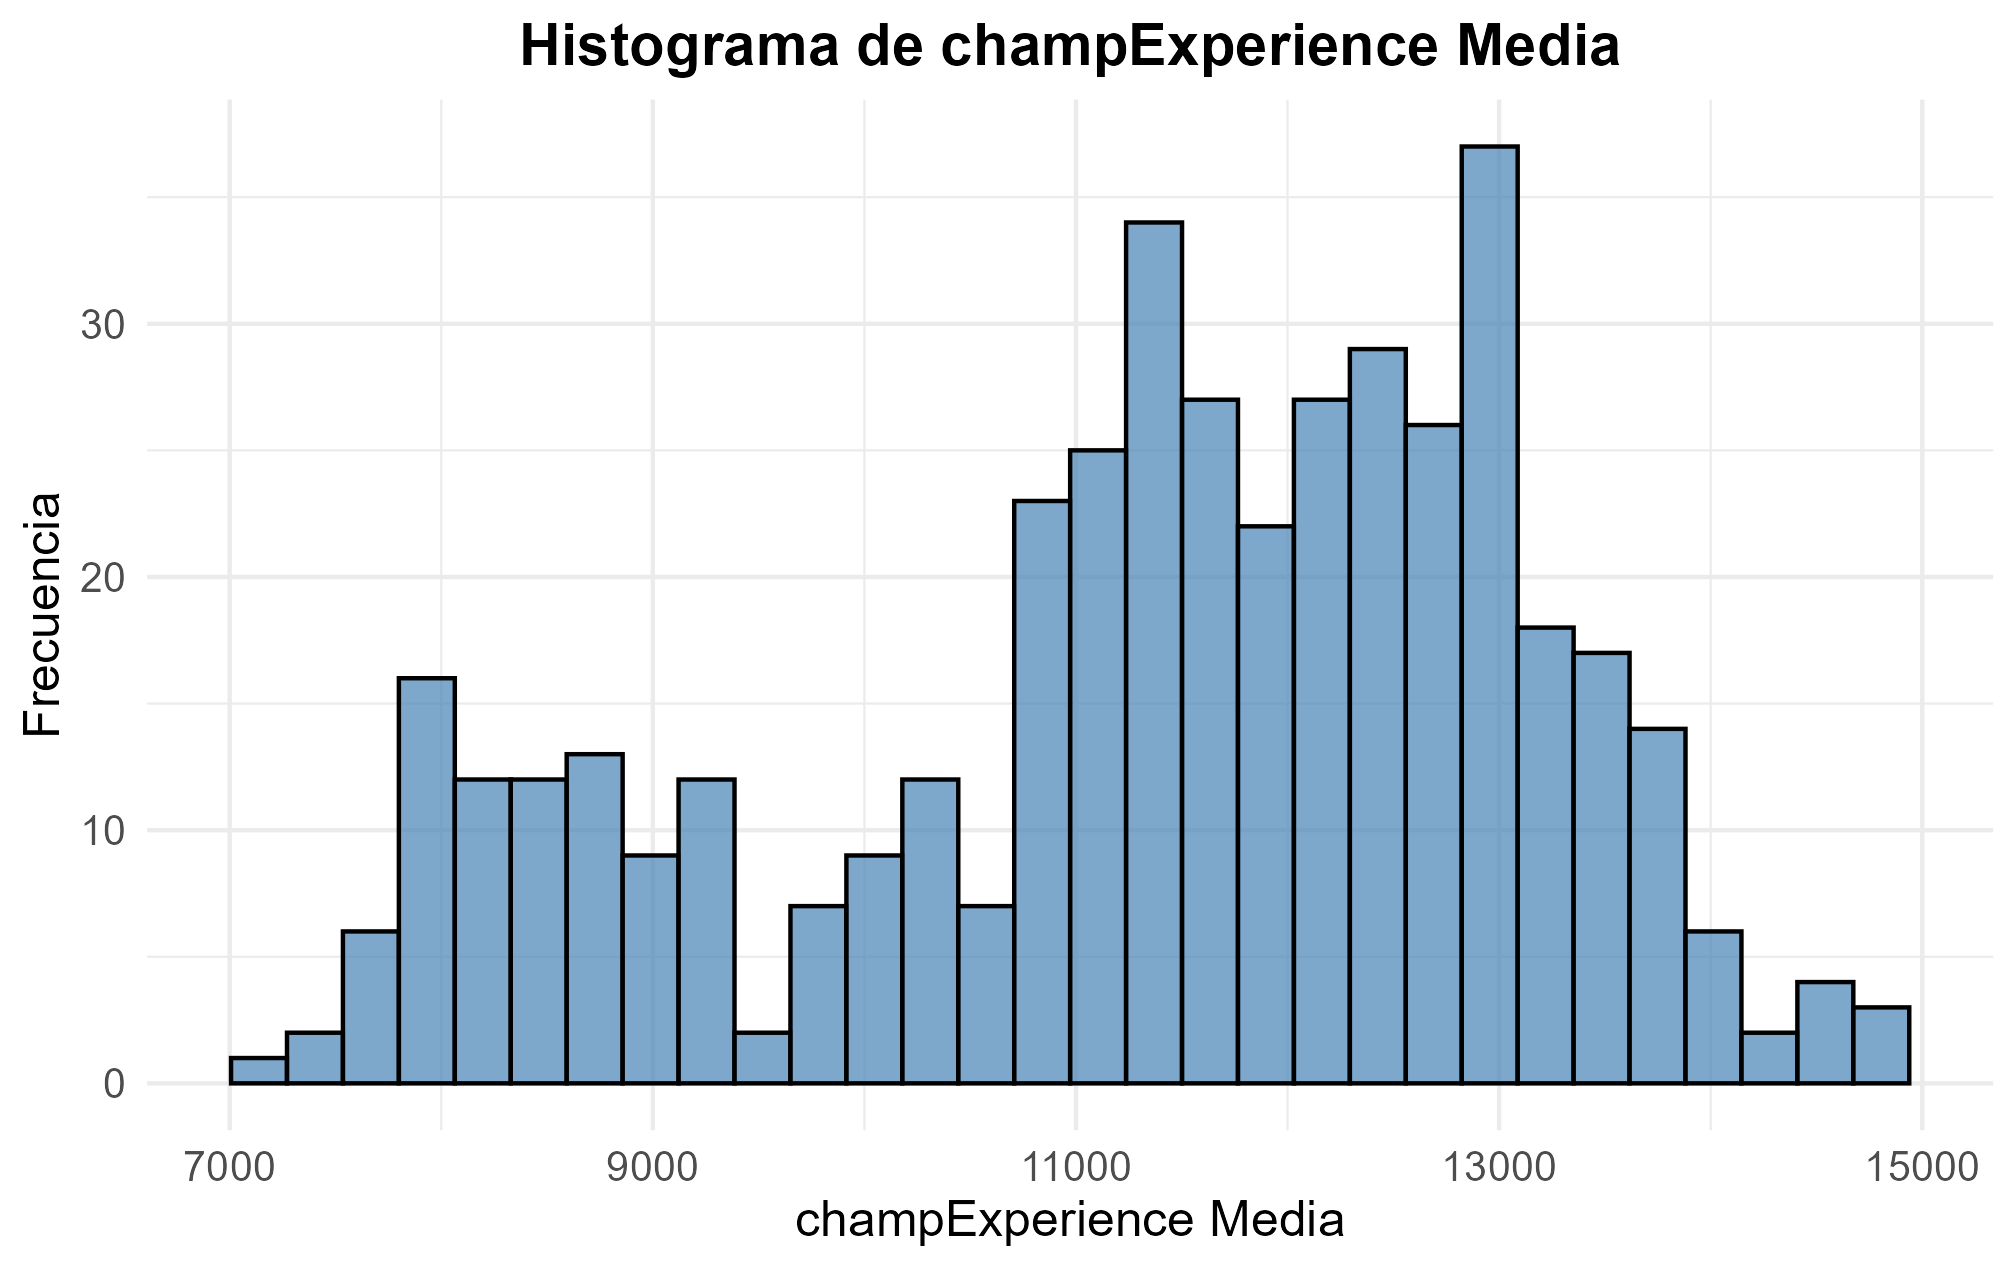 Histograma de champExperience Media
Frecuencia
30
20
10
0
7000 9000 11000 13000 15000
champExperience Media